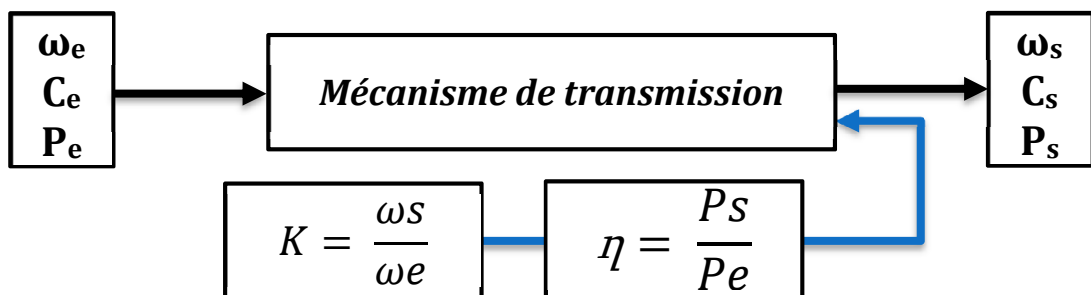 ωe
Ce
Pe
Mécanisme de transmission
ωs
Cs
Ps
K = ωs/ωe
η = Ps/Pe